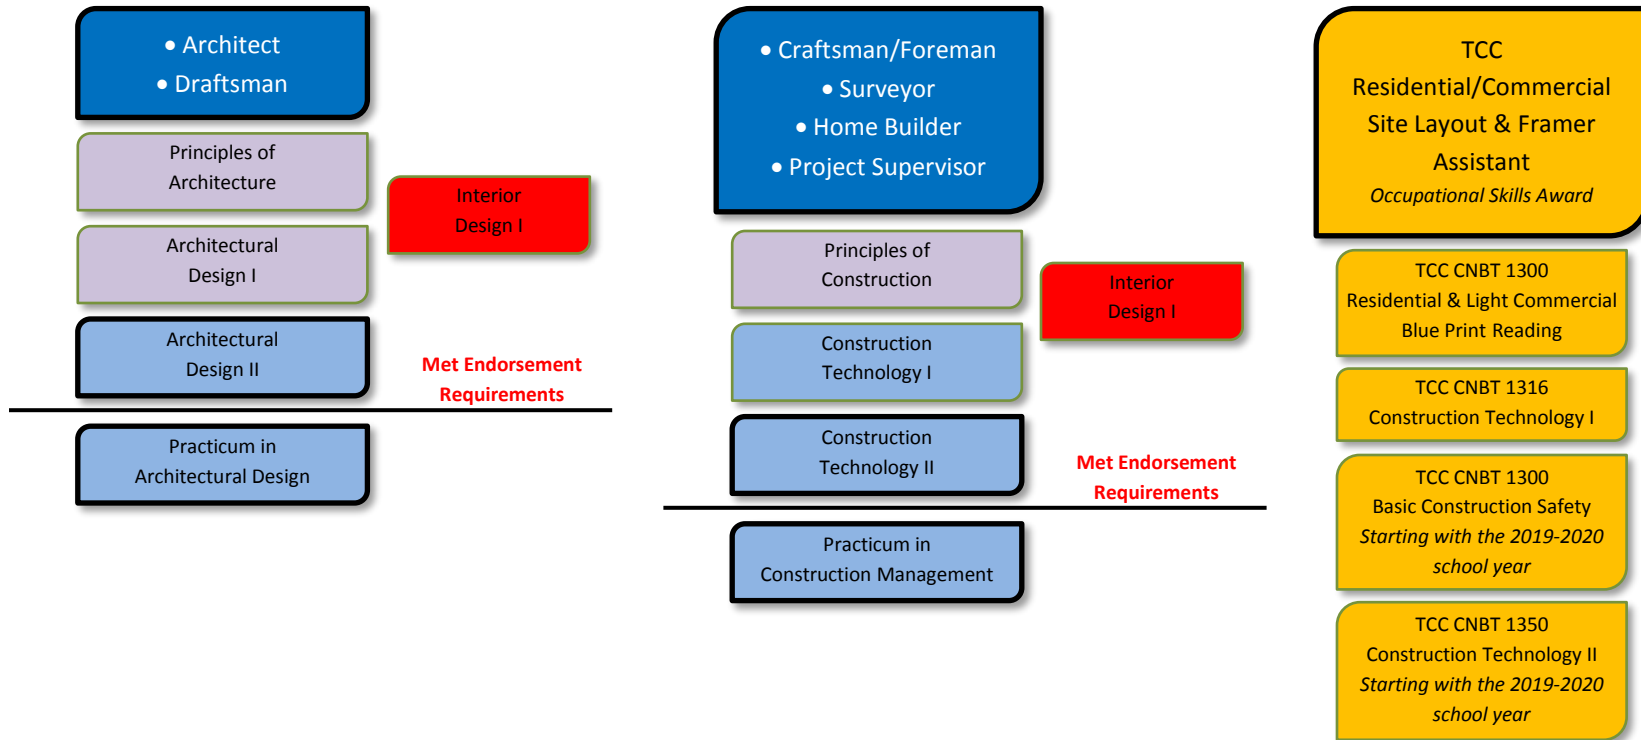 • Architect
• Draftsman
Principles of
Architecture
Interior
Design I
Architectural
Design I
Architectural
Design II
Met Endorsement
Requirements
Practicum in
Architectural Design
• Craftsman/Foreman
• Surveyor
• Home Builder
• Project Supervisor
Principles of
Construction
Interior
Design I
Construction
Technology I
Construction
Technology II
Met Endorsement
Requirements
Practicum in
Construction Management
TCC
Residential/Commercial
Site Layout & Framer
Assistant
Occupational Skills Award
TCC CNBT 1300
Residential & Light Commercial
Blue Print Reading
TCC CNBT 1316
Construction Technology I
TCC CNBT 1300
Basic Construction Safety
Starting with the 2019-2020
school year
TCC CNBT 1350
Construction Technology II
Starting with the 2019-2020
school year